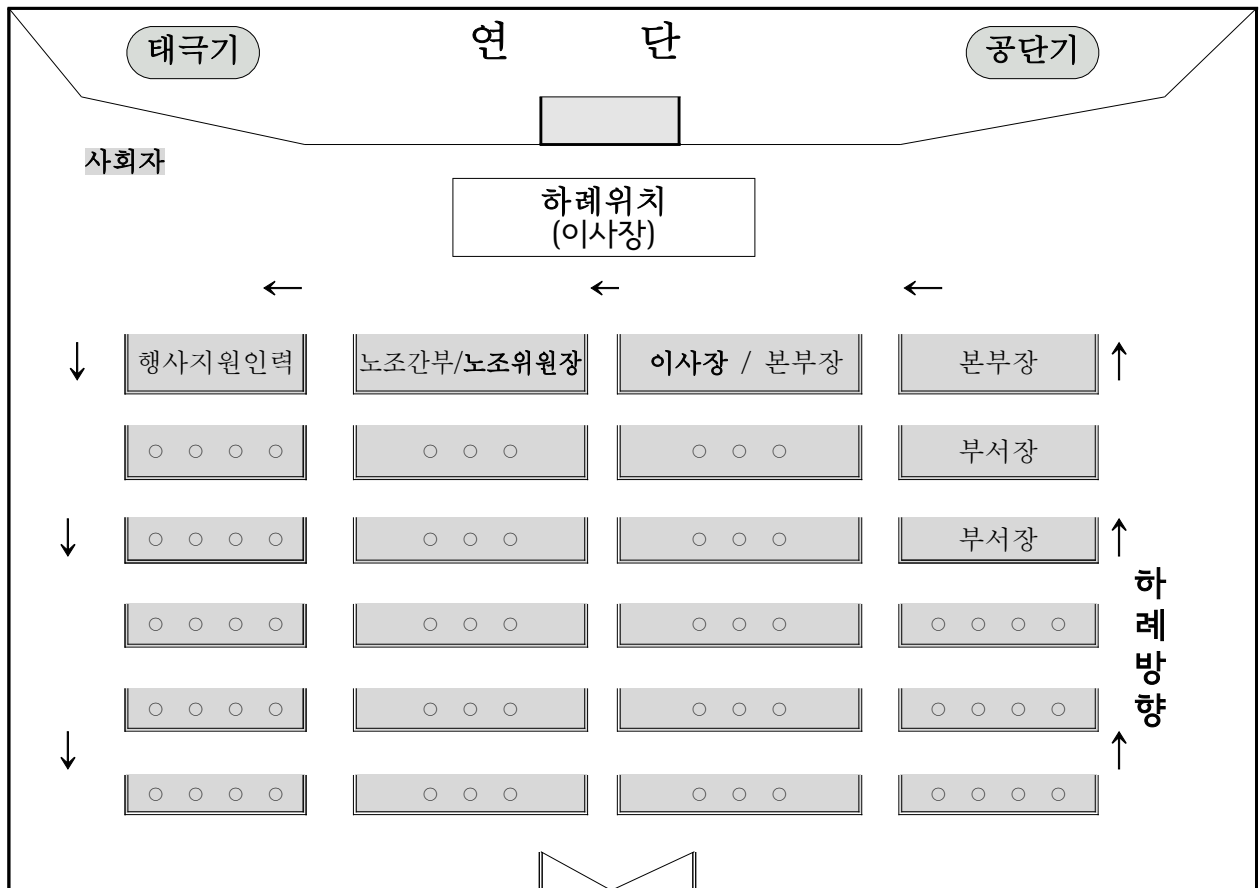 태극기 연 단 공단기
사회자
하례위치
(이사장)
← ← ←
↓ 행사지원인력 노조간부/노조위원장 이사장 / 본부장 본부장 ↑
○ ○ ○ ○ ○ ○ ○ ○ ○ ○ 부서장
↓ ○ ○ ○ ○ ○ ○ ○ ○ ○ ○ 부서장 ↑
○ ○ ○ ○ ○ ○ ○ ○ ○ ○ ○ ○ ○ ○
○ ○ ○ ○ ○ ○ ○ ○ ○ ○ ○ ○ ○ ○
↓ ↑
○ ○ ○ ○ ○ ○ ○ ○ ○ ○ ○ ○ ○ ○
하례방향